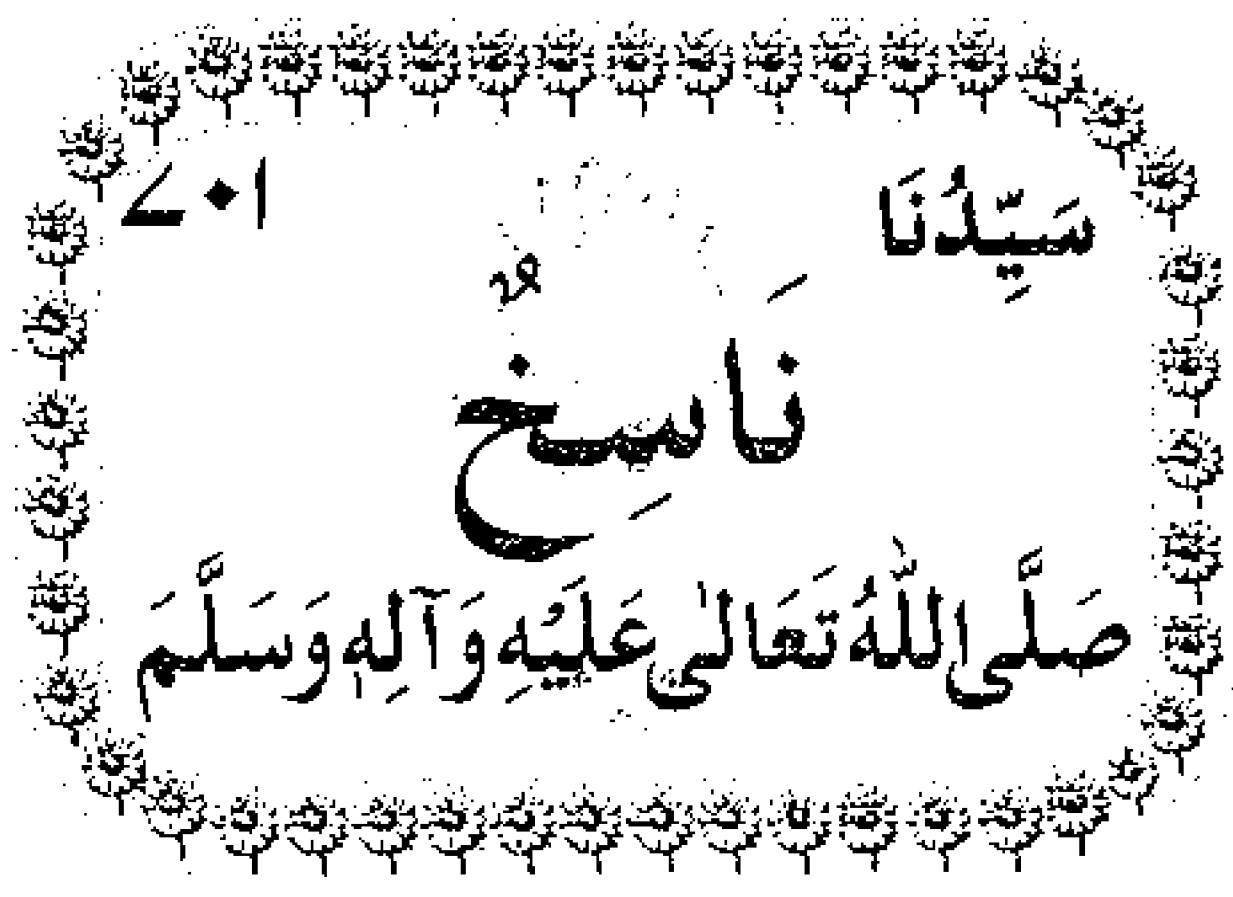 سَيِّدُنَا ۷۰۱
نَاسِخٌ
صَلَّى اللّٰهُ تَعَالٰى عَلَيْهِ وَآلِهٖ وَسَلَّمَ